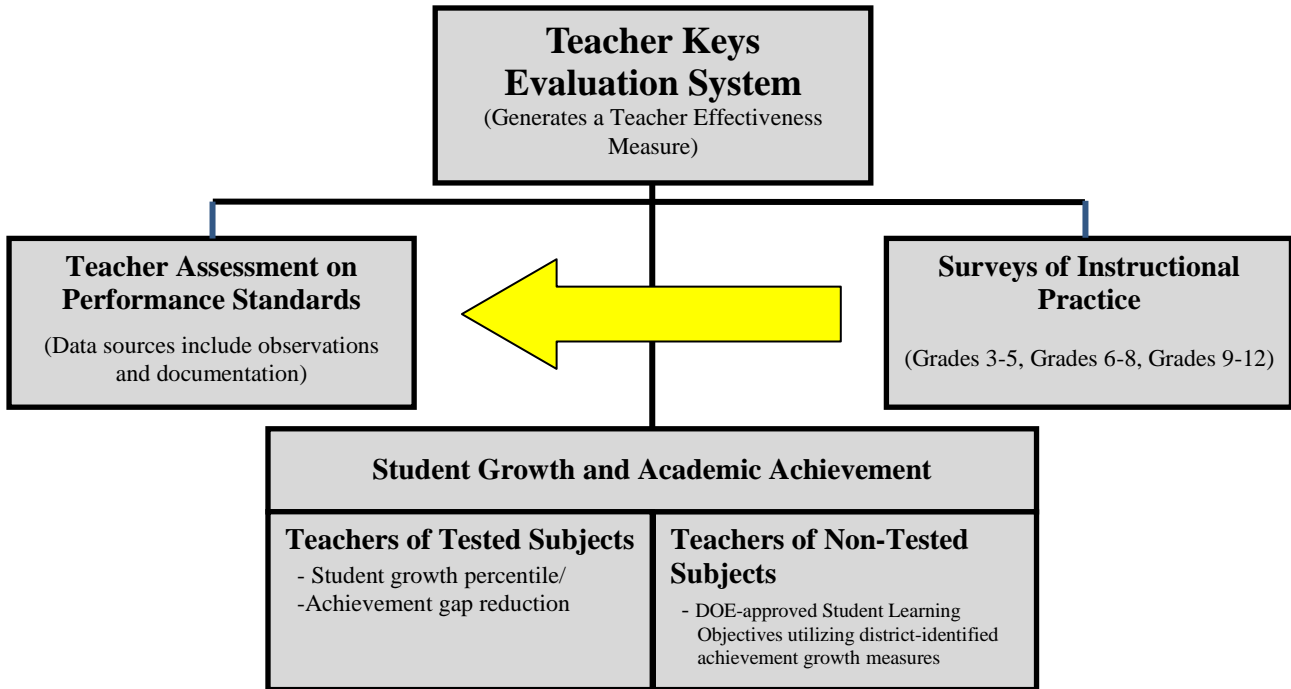 Teacher Keys
Evaluation System
(Generates a Teacher Effectiveness
Measure)
Teacher Assessment on
Performance Standards
(Data sources include observations
and documentation)
Surveys of Instructional
Practice
(Grades 3-5, Grades 6-8, Grades 9-12)
Student Growth and Academic Achievement
Teachers of Tested Subjects
- Student growth percentile/
-Achievement gap reduction
Teachers of Non-Tested
Subjects
- DOE-approved Student Learning
Objectives utilizing district-identified
achievement growth measures